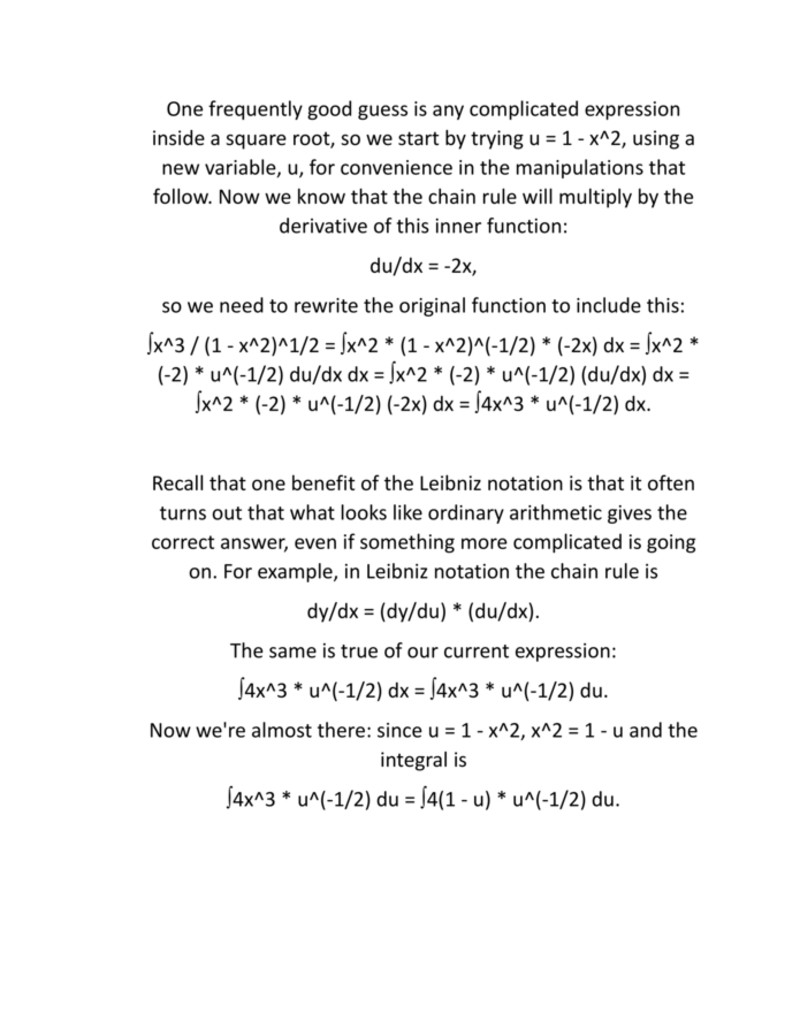 One frequently good guess is any complicated expression
inside a square root, so we start by trying u = 1 - x^2, using a
new variable, u, for convenience in the manipulations that
follow. Now we know that the chain rule will multiply by the
derivative of this inner function:
du/dx = -2x,
so we need to rewrite the original function to include this:
∫x^3 / (1 - x^2)^1/2 = ∫x^2 * (1 - x^2)^(-1/2) * (-2x) dx = ∫x^2 *
(-2) * u^(-1/2) du/dx dx = ∫x^2 * (-2) * u^(-1/2) (du/dx) dx =
∫x^2 * (-2) * u^(-1/2) (-2x) dx = ∫4x^3 * u^(-1/2) dx.
Recall that one benefit of the Leibniz notation is that it often
turns out that what looks like ordinary arithmetic gives the
correct answer, even if something more complicated is going
on. For example, in Leibniz notation the chain rule is
dy/dx = (dy/du) * (du/dx).
The same is true of our current expression:
∫4x^3 * u^(-1/2) dx = ∫4x^3 * u^(-1/2) du.
Now we're almost there: since u = 1 - x^2, x^2 = 1 - u and the
integral is
∫4x^3 * u^(-1/2) du = ∫4(1 - u) * u^(-1/2) du.